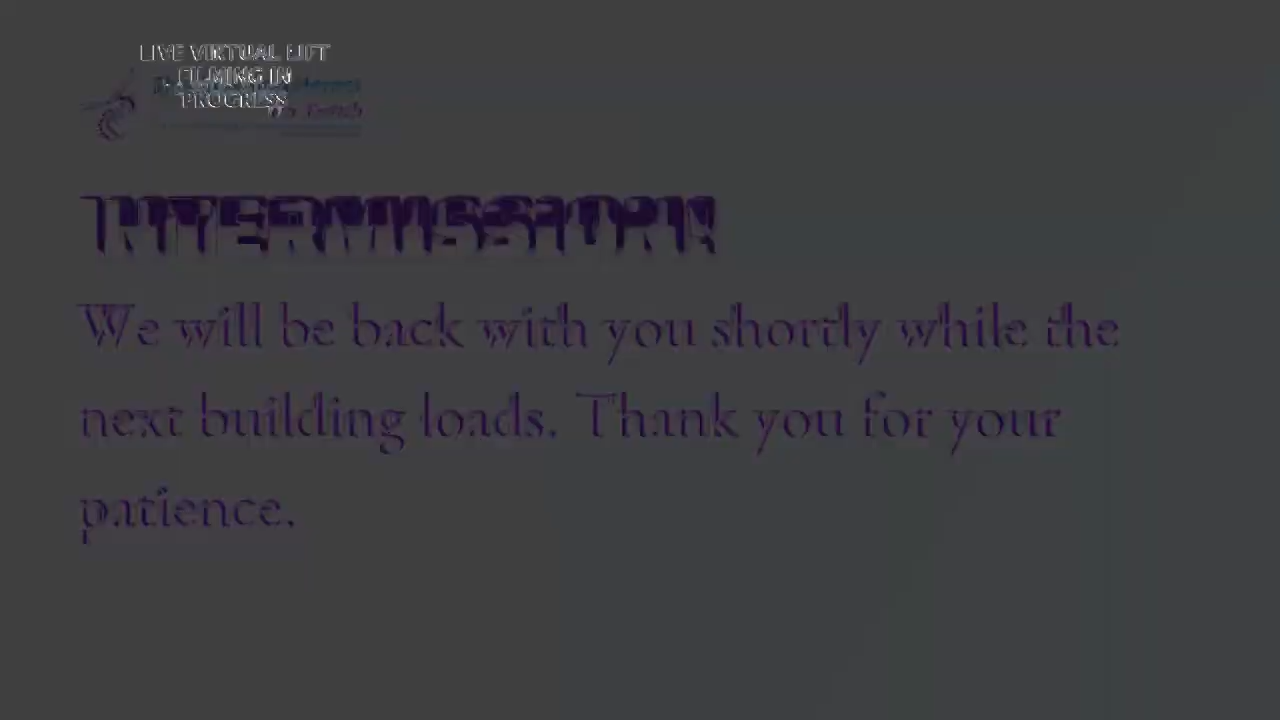 LIVE VIRTUAL LIFT
FILMING IN
PROGRESS
INTERMISSION!
We will be back with you shortly while the
next building loads. Thank you for your
patience.